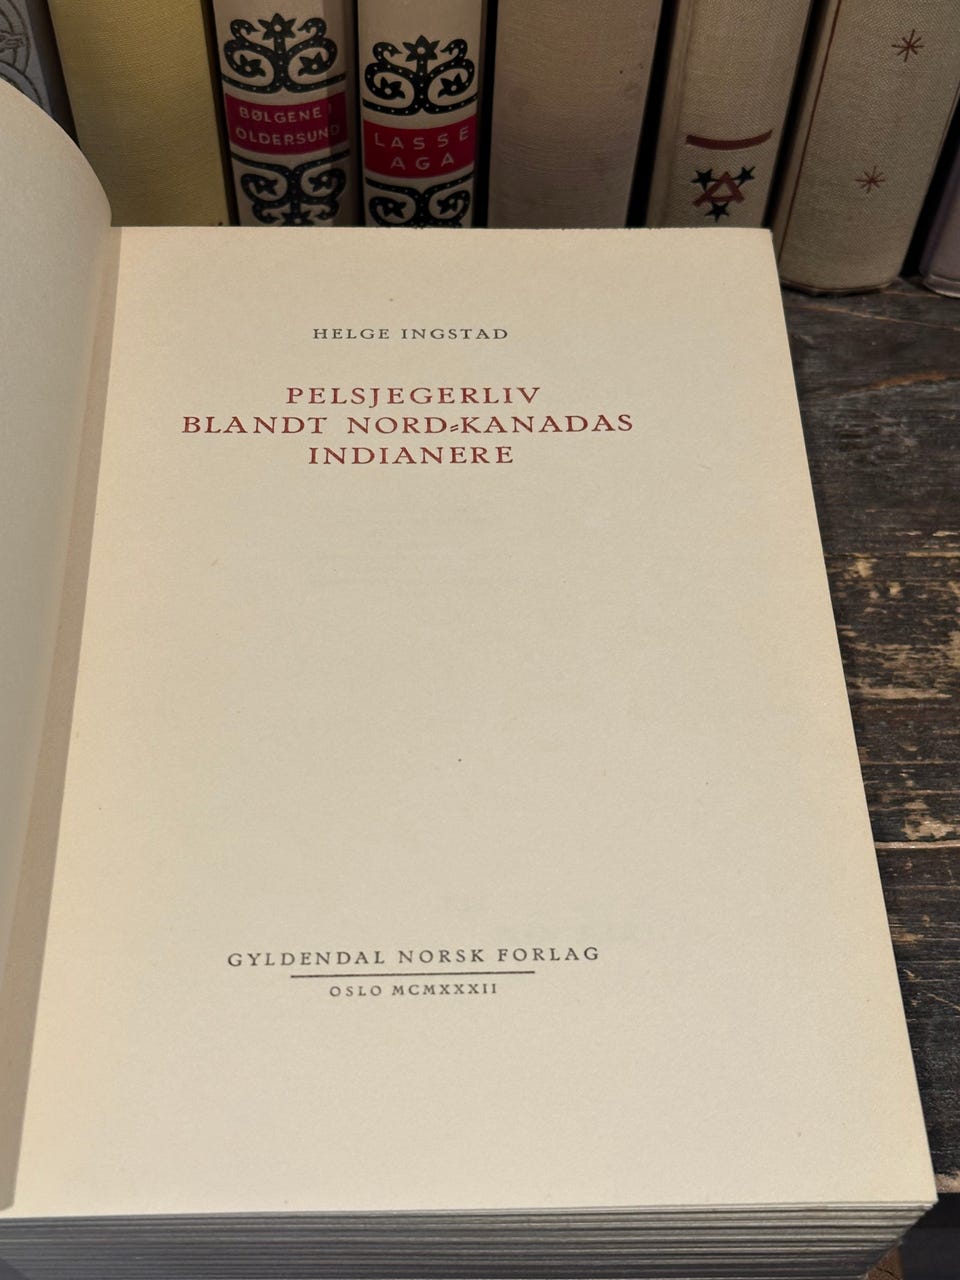 BØLGENE
OLDERSUND
LASSE
AGA
HELGE INGSTAD
PELSJEGERLIV
BLANDT NORD-KANADAS
INDIANERE
GYLDENDAL NORSK FORLAG
OSLO MCMXXXII